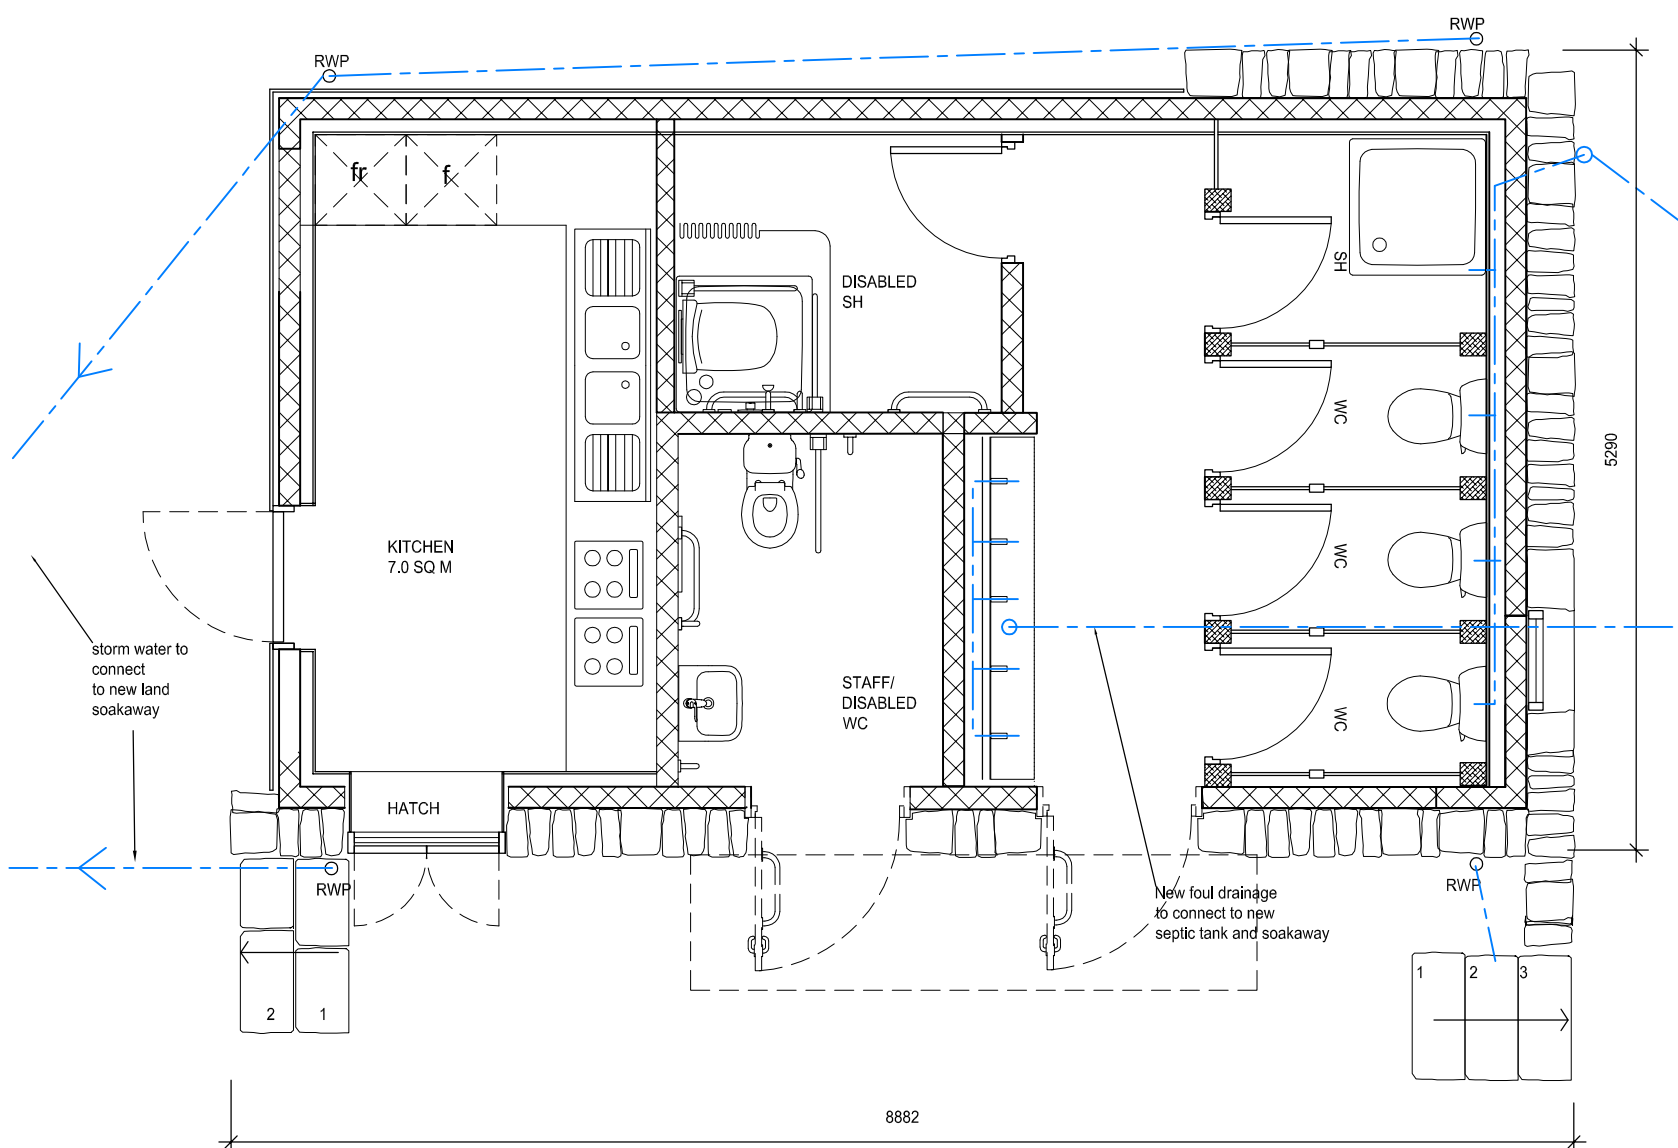 RWP
RWP
fr
f
DISABLED
SH
SH
WC
5290
KITCHEN
7.0 SQ M
WC
storm water to
connect
to new land
soakaway
STAFF/
DISABLED
WC
WC
HATCH
RWP
RWP
New foul drainage
to connect to new
septic tank and soakaway
1
2
3
2
1
8882